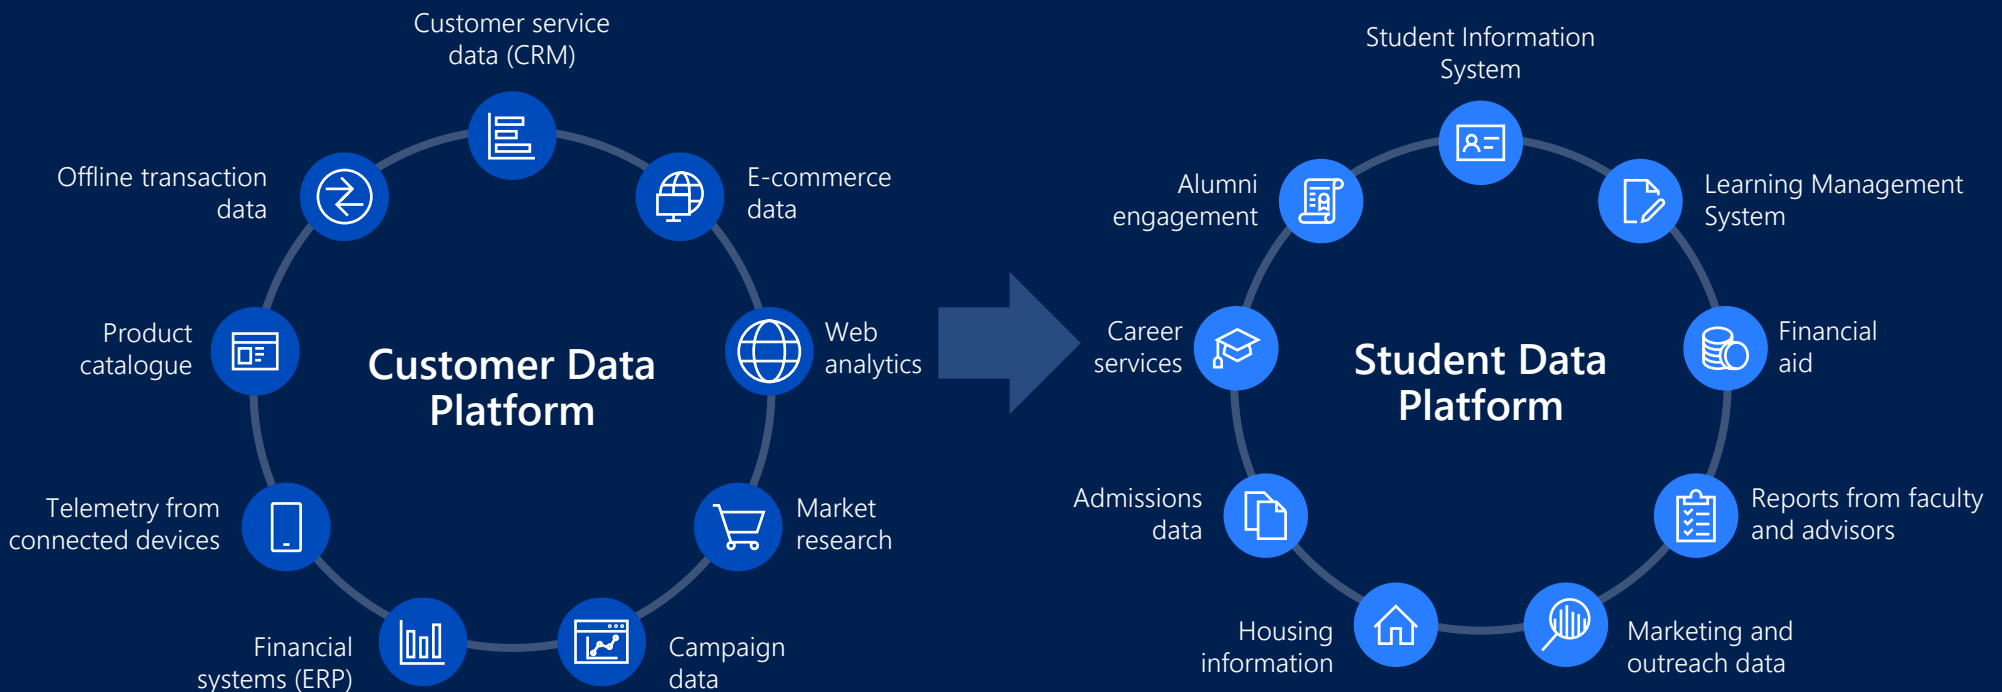 Customer service
data (CRM)
Offline transaction
data
E-commerce
data
Product
catalogue
Customer Data
Platform
Web
analytics
Telemetry from
connected devices
Market
research
Financial
systems (ERP)
Campaign
data
Student Information
System
Alumni
engagement
Learning Management
System
Career
services
Student Data
Platform
Financial
aid
Admissions
data
Reports from faculty
and advisors
Housing
information
Marketing and
outreach data